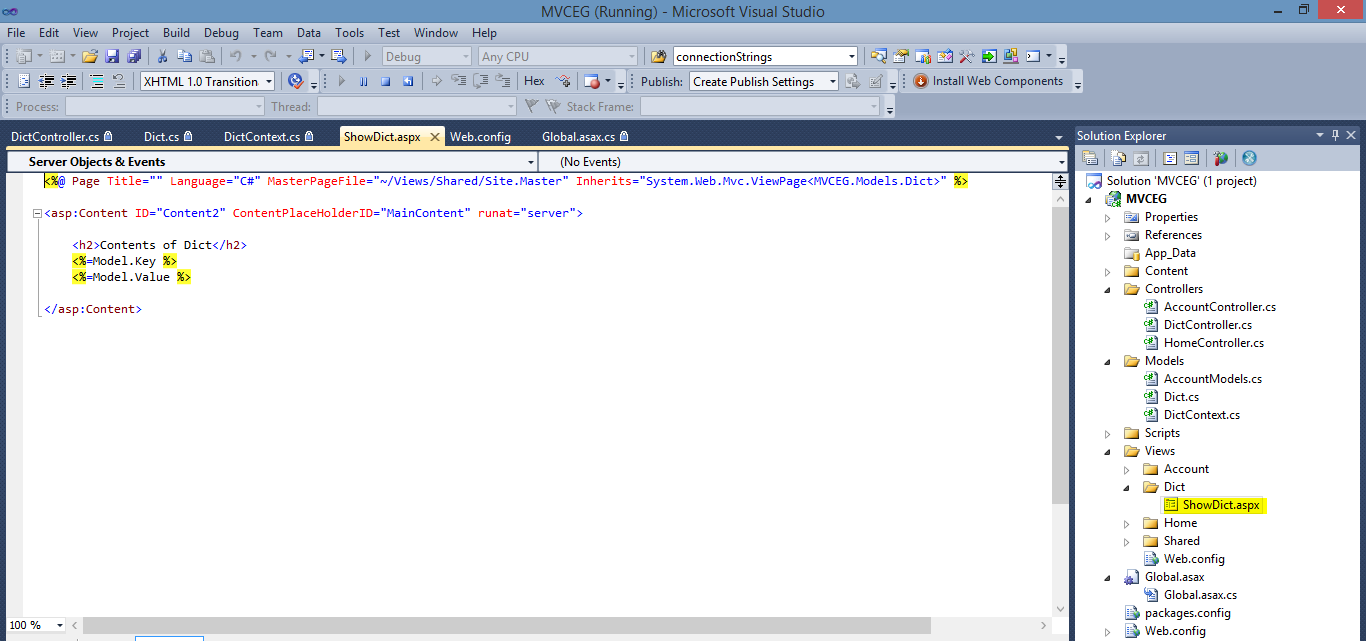 MVCEG (Running) - Microsoft Visual Studio
File Edit View Project Build Debug Team Data Tools Test Window Help
Debug Any CPU connectionStrings
XHTML 1.0 Transition Hex Publish: Create Publish Settings Install Web Components
Process: Thread: Stack Frame:
DictController.cs Dict.cs DictContext.cs ShowDict.aspx Web.config Global.asax.cs
Server Objects & Events (No Events)
<%@ Page Title="" Language="C#" MasterPageFile="~/Views/Shared/Site.Master" Inherits="System.Web.Mvc.ViewPage<MVCEG.Models.Dict>" %>
<asp:Content ID="Content2" ContentPlaceHolderID="MainContent" runat="server">
<h2>Contents of Dict</h2>
<%=Model.Key %>
<%=Model.Value %>
</asp:Content>
100 %
Solution Explorer
Solution 'MVCEG' (1 project)
MVCEG
Properties
References
App_Data
Content
Controllers
AccountController.cs
DictController.cs
HomeController.cs
Models
AccountModels.cs
Dict.cs
DictContext.cs
Scripts
Views
Account
Dict
ShowDict.aspx
Home
Shared
Web.config
Global.asax
Global.asax.cs
packages.config
Web.config